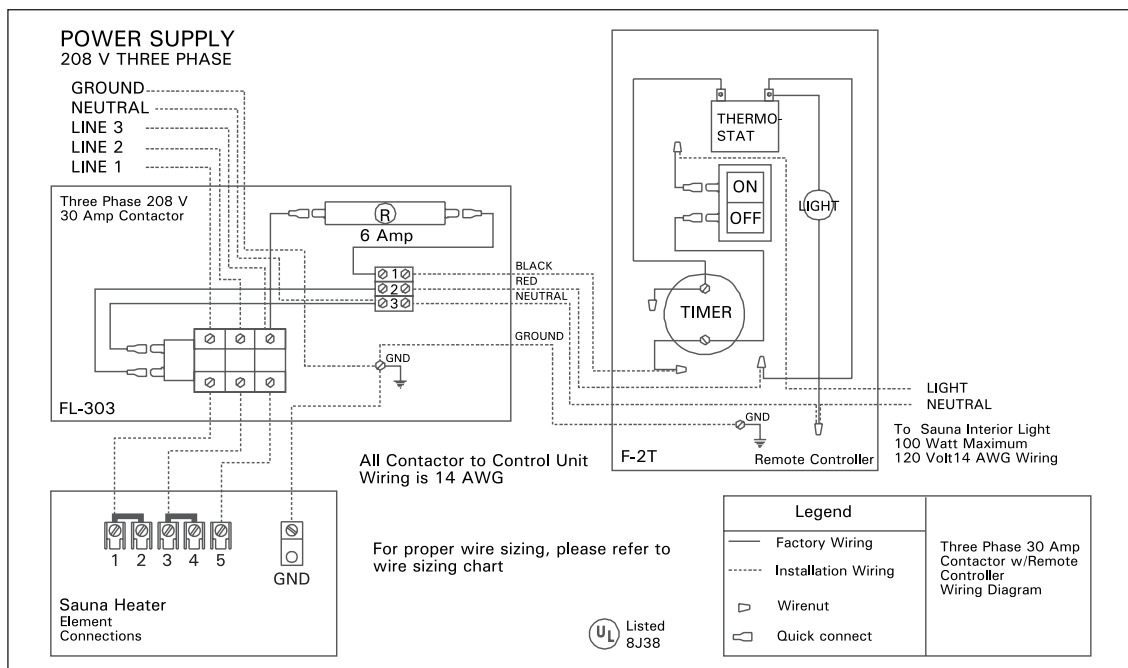 POWER SUPPLY
208 V THREE PHASE
GROUND
NEUTRAL
LINE 3
LINE 2
LINE 1
Three Phase 208 V
30 Amp Contactor
R
6 Amp
1
2
3
GND
FL-303
BLACK
RED
NEUTRAL
GROUND
THERMO-
STAT
ON
OFF
LIGHT
TIMER
GND
F-2T
Remote Controller
LIGHT
NEUTRAL
To Sauna Interior Light
100 Watt Maximum
120 Volt14 AWG Wiring
All Contactor to Control Unit
Wiring is 14 AWG
1 2 3 4 5
GND
Sauna Heater
Element
Connections
For proper wire sizing, please refer to
wire sizing chart
UL
Listed
8J38
Legend
Factory Wiring
Installation Wiring
Wirenut
Quick connect
Three Phase 30 Amp
Contactor w/Remote
Controller
Wiring Diagram